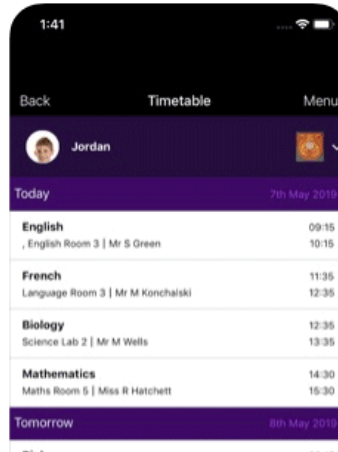 1:41
Back Timetable Menu
Jordan
Today 7th May 2019
English 09:15
, English Room 3 | Mr S Green 10:15
French 11:35
Language Room 3 | Mr M Konchalski 12:35
Biology 12:35
Science Lab 2 | Mr M Wells 13:35
Mathematics 14:30
Maths Room 5 | Miss R Hatchett 15:30
Tomorrow 8th May 2019